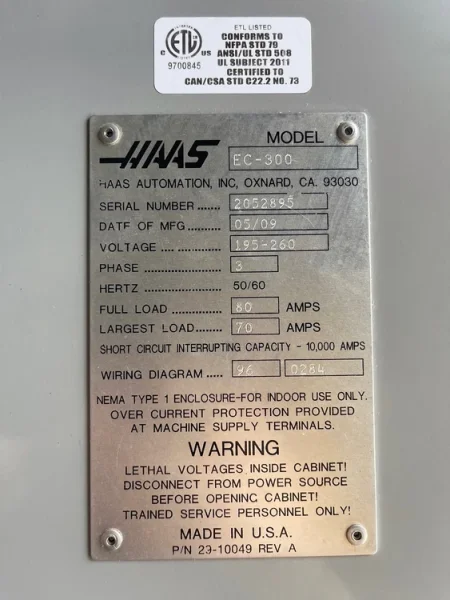 ETL LISTED
CONFORMS TO
NFPA STD 79
ANSI/UL STD 508
UL SUBJECT 2011
CERTIFIED TO
CAN/CSA STD C22.2 NO. 73
C ETL US
9700845
MODEL
HAAS EC-300
HAAS AUTOMATION, INC, OXNARD, CA. 93030
SERIAL NUMBER ...... 2052895
DATE OF MFG ...... 05/09
VOLTAGE .... ........ 195-260
PHASE .................... 3
HERTZ .................... 50/60
FULL LOAD .......... 80 AMPS
LARGEST LOAD........ 70 AMPS
SHORT CIRCUIT INTERRUPTING CAPACITY - 10,000 AMPS
WIRING DIAGRAM ..... 96 0284
NEMA TYPE 1 ENCLOSURE-FOR INDOOR USE ONLY.
OVER CURRENT PROTECTION PROVIDED
AT MACHINE SUPPLY TERMINALS.
WARNING
LETHAL VOLTAGES INSIDE CABINET!
DISCONNECT FROM POWER SOURCE
BEFORE OPENING CABINET!
TRAINED SERVICE PERSONNEL ONLY!
MADE IN U.S.A.
P/N 23-10049 REV A